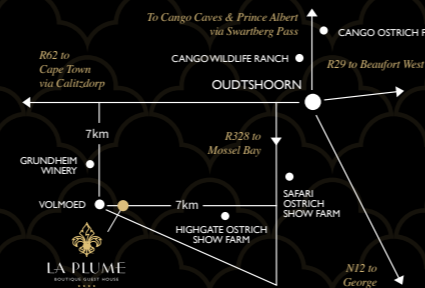 To Cango Caves & Prince Albert
via Swartberg Pass
CANGO OSTRICH F
R62 to
Cape Town
via Calitzdorp
CANGO WILDLIFE RANCH
R29 to Beaufort West
OUDTSHOORN
7km
R328 to
Mossel Bay
GRUNDHEIM
WINERY
SAFARI
OSTRICH
SHOW FARM
VOLMOED
7km
HIGHGATE OSTRICH
SHOW FARM
LA PLUME
BOUTIQUE GUEST HOUSE
N12 to
George